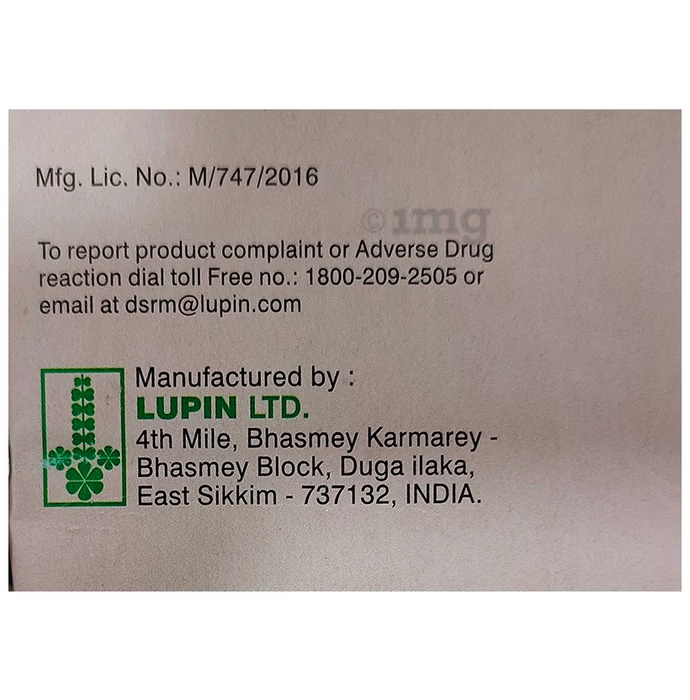 Mfg. Lic. No.: M/747/2016
©1mg
To report product complaint or Adverse Drug
reaction dial toll Free no.: 1800-209-2505 or
email at dsrm@lupin.com
Manufactured by :
LUPIN LTD.
4th Mile, Bhasmey Karmarey -
Bhasmey Block, Duga ilaka,
East Sikkim - 737132, INDIA.